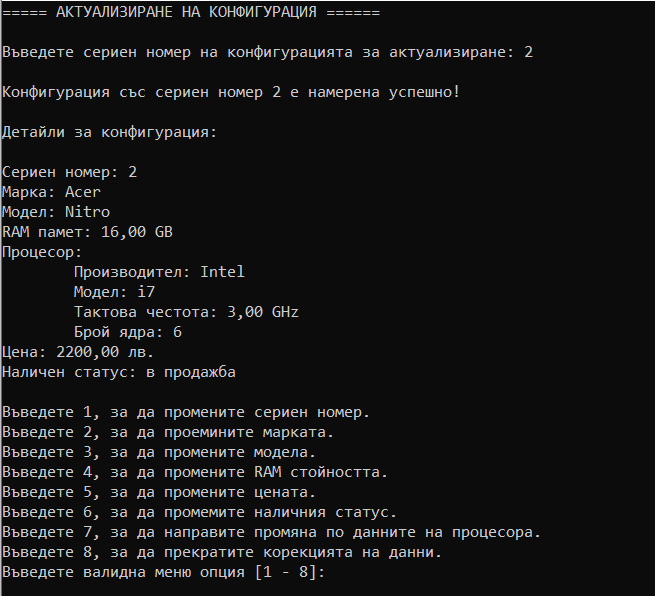 ===== АКТУАЛИЗИРАНЕ НА КОНФИГУРАЦИЯ ======
Въведете сериен номер на конфигурацията за актуализиране: 2
Конфигурация със сериен номер 2 е намерена успешно!
Детайли за конфигурация:
Сериен номер: 2
Марка: Acer
Модел: Nitro
RAM памет: 16,00 GB
Процесор:
Производител: Intel
Модел: i7
Тактова честота: 3,00 GHz
Брой ядра: 6
Цена: 2200,00 лв.
Наличен статус: в продажба
Въведете 1, за да промените сериен номер.
Въведете 2, за да проемините марката.
Въведете 3, за да промените модела.
Въведете 4, за да промените RAM стойността.
Въведете 5, за да промените цената.
Въведете 6, за да промемите наличния статус.
Въведете 7, за да направите промяна по данните на процесора.
Въведете 8, за да прекратите корекцията на данни.
Въведете валидна меню опция [1 - 8]: